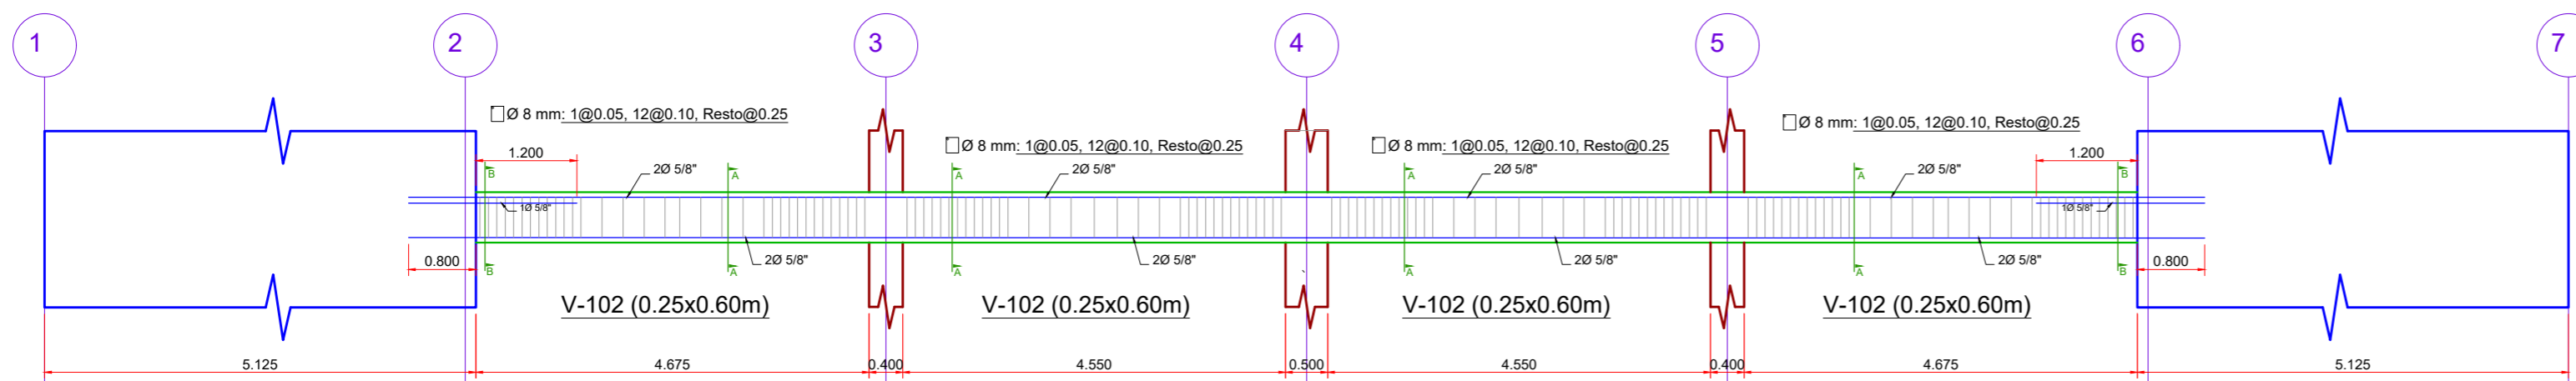 1 2 3 4 5 6 7
Ø 8 mm: 1@0.05, 12@0.10, Resto@0.25
Ø 8 mm: 1@0.05, 12@0.10, Resto@0.25
Ø 8 mm: 1@0.05, 12@0.10, Resto@0.25
Ø 8 mm: 1@0.05, 12@0.10, Resto@0.25
1.200 1.200
B 2Ø 5/8" A A 2Ø 5/8" A 2Ø 5/8" A 2Ø 5/8" B
1Ø 5/8" 1Ø 5/8"
0.800 B A 2Ø 5/8" A 2Ø 5/8" A 2Ø 5/8" A 2Ø 5/8" B 0.800
V-102 (0.25x0.60m) V-102 (0.25x0.60m) V-102 (0.25x0.60m) V-102 (0.25x0.60m)
5.125 4.675 0.400 4.550 0.500 4.550 0.400 4.675 5.125